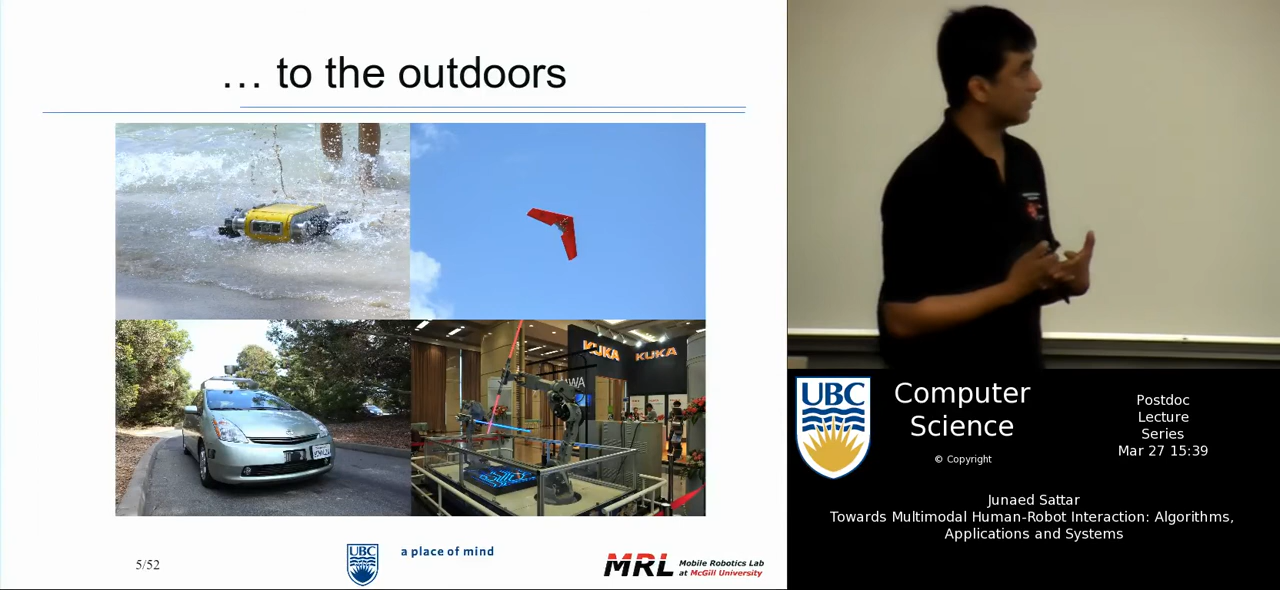 … to the outdoors
KUKA
KUKA
5/52
UBC
a place of mind
MRL
Mobile Robotics Lab
at McGill University
UBC
Computer
Science
© Copyright
Postdoc
Lecture
Series
Mar 27 15:39
Junaed Sattar
Towards Multimodal Human-Robot Interaction: Algorithms,
Applications and Systems